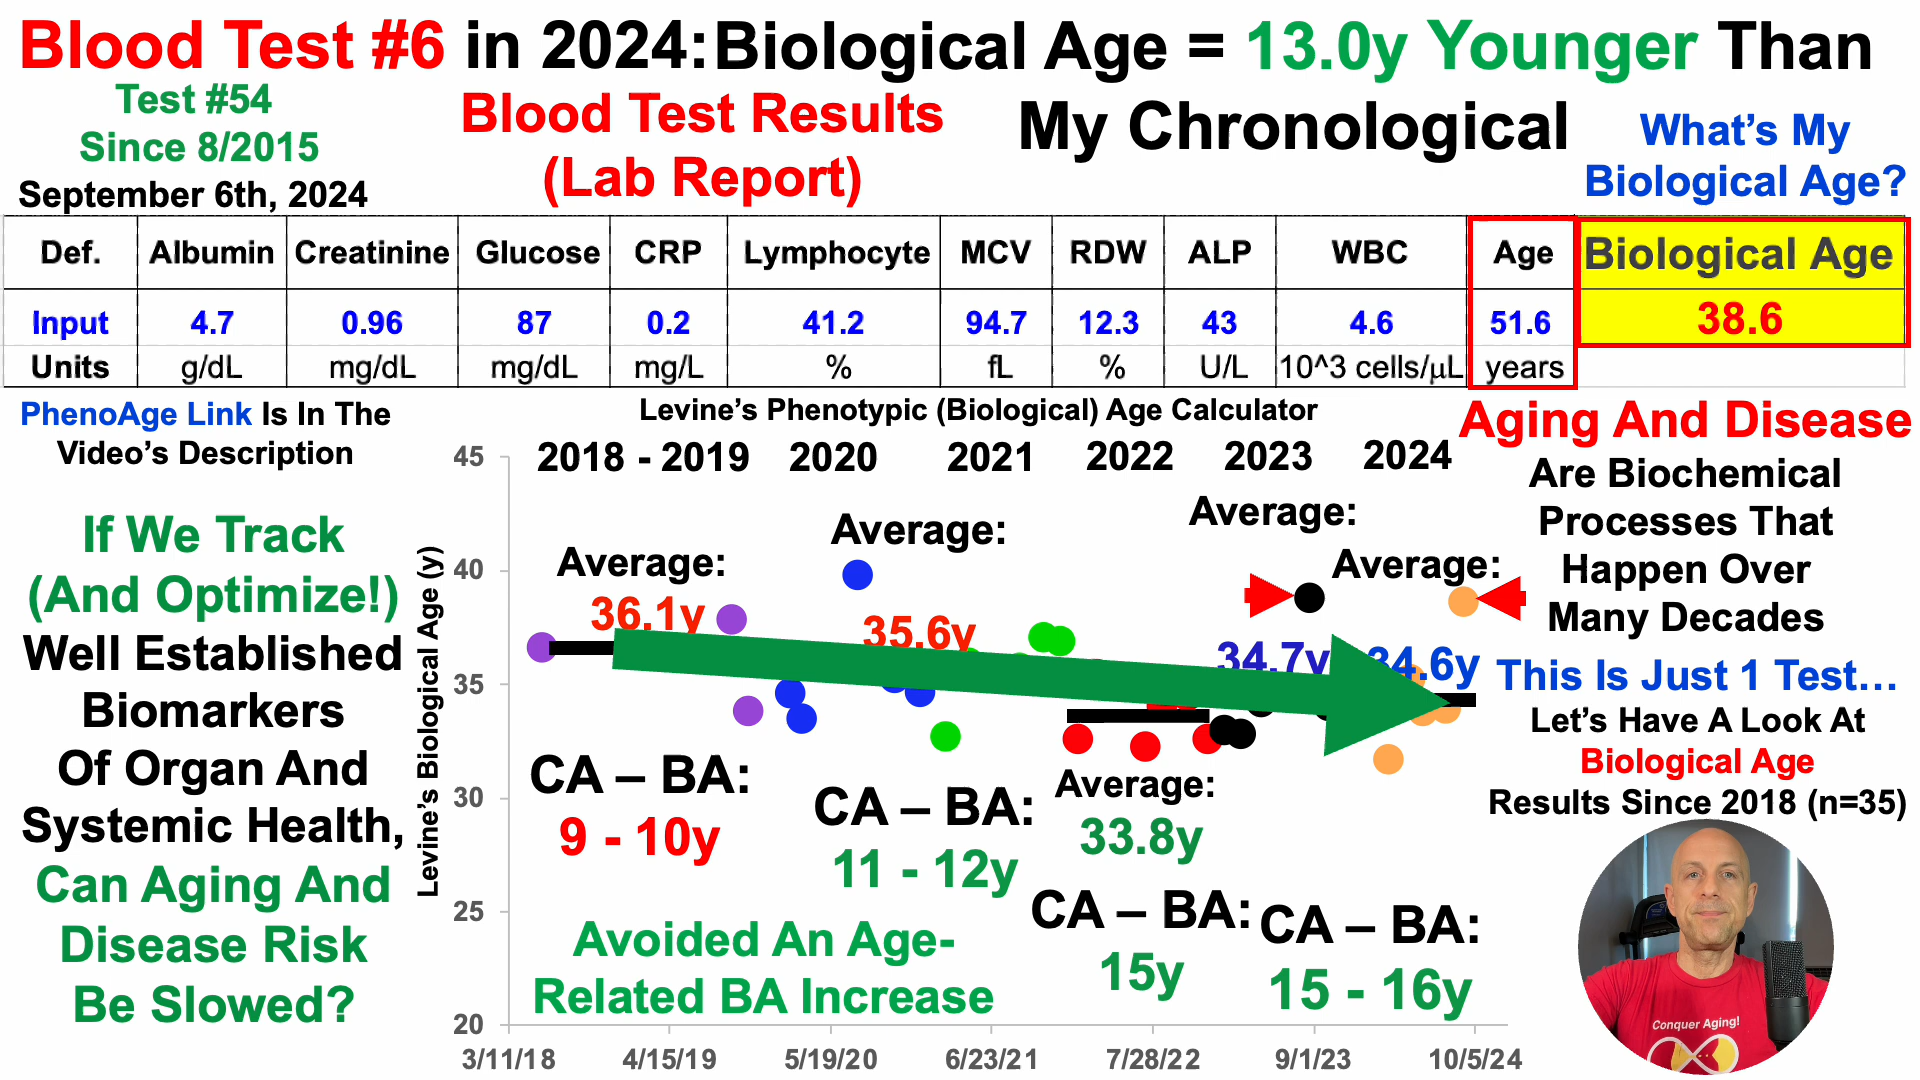 Blood Test #6 in 2024: Biological Age = 13.0y Younger Than
My Chronological
Test #54
Since 8/2015
September 6th, 2024
Blood Test Results
(Lab Report)
What's My
Biological Age?
Def. Albumin Creatinine Glucose CRP Lymphocyte MCV RDW ALP WBC Age Biological Age
Input 4.7 0.96 87 0.2 41.2 94.7 12.3 43 4.6 51.6 38.6
Units g/dL mg/dL mg/dL mg/L % fL % U/L 10^3 cells/μL years
PhenoAge Link Is In The
Video's Description
Levine's Phenotypic (Biological) Age Calculator
If We Track
(And Optimize!)
Well Established
Biomarkers
Of Organ And
Systemic Health,
Can Aging And
Disease Risk
Be Slowed?
Levine's Biological Age (y)
45
40
35
30
25
20
2018 - 2019 2020 2021 2022 2023 2024
Average:
36.1y
Average:
35.6y
Average:
34.7y
Average:
34.6y
CA – BA:
9 - 10y
CA – BA:
11 - 12y
Average:
33.8y
CA – BA:
15y
CA – BA:
15 - 16y
Avoided An Age-
Related BA Increase
3/11/18 4/15/19 5/19/20 6/23/21 7/28/22 9/1/23 10/5/24
Aging And Disease
Are Biochemical
Processes That
Happen Over
Many Decades
This Is Just 1 Test…
Let's Have A Look At
Biological Age
Results Since 2018 (n=35)
Conquer Aging!